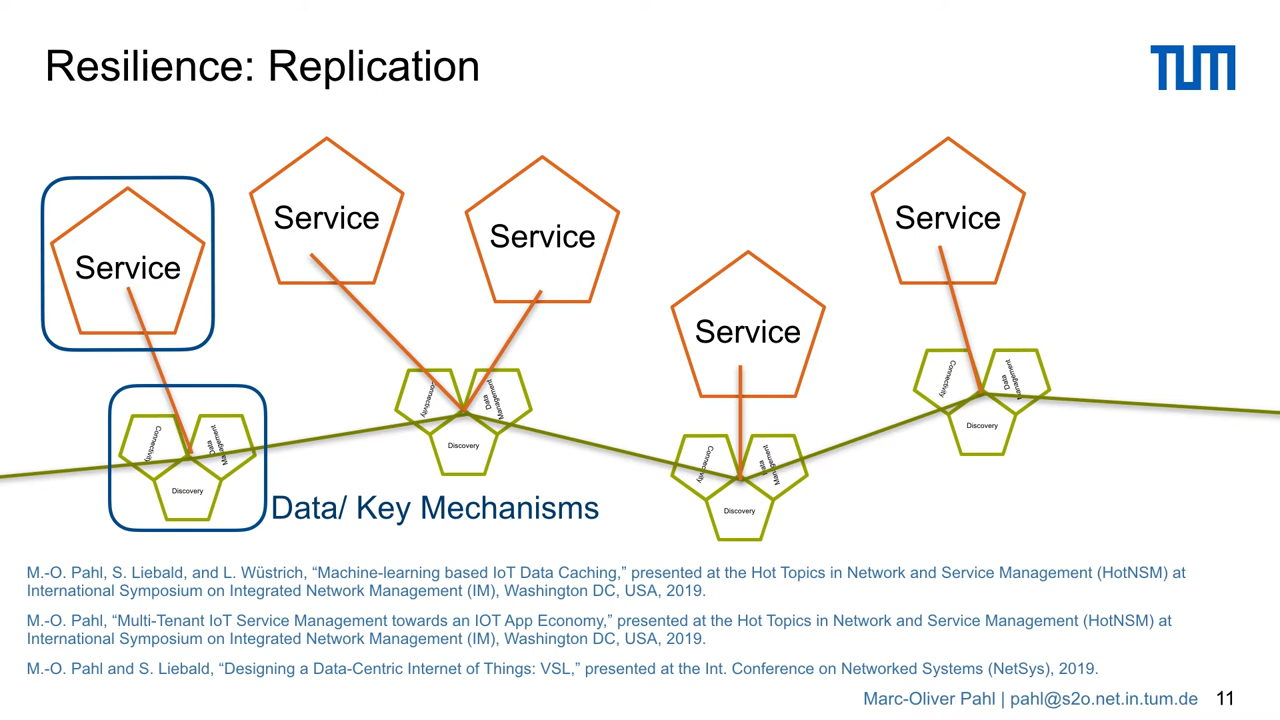 Resilience: Replication
TUM
Service
Service
Service
Service
Service
Connectivity
Data
Management
Discovery
Connectivity
Data
Management
Discovery
Connectivity
Data
Management
Discovery
Connectivity
Data
Management
Discovery
Data/ Key Mechanisms
M.-O. Pahl, S. Liebald, and L. Wüstrich, “Machine-learning based IoT Data Caching,” presented at the Hot Topics in Network and Service Management (HotNSM) at
International Symposium on Integrated Network Management (IM), Washington DC, USA, 2019.
M.-O. Pahl, “Multi-Tenant IoT Service Management towards an IOT App Economy,” presented at the Hot Topics in Network and Service Management (HotNSM) at
International Symposium on Integrated Network Management (IM), Washington DC, USA, 2019.
M.-O. Pahl and S. Liebald, “Designing a Data-Centric Internet of Things: VSL,” presented at the Int. Conference on Networked Systems (NetSys), 2019.
Marc-Oliver Pahl | pahl@s2o.net.in.tum.de 11